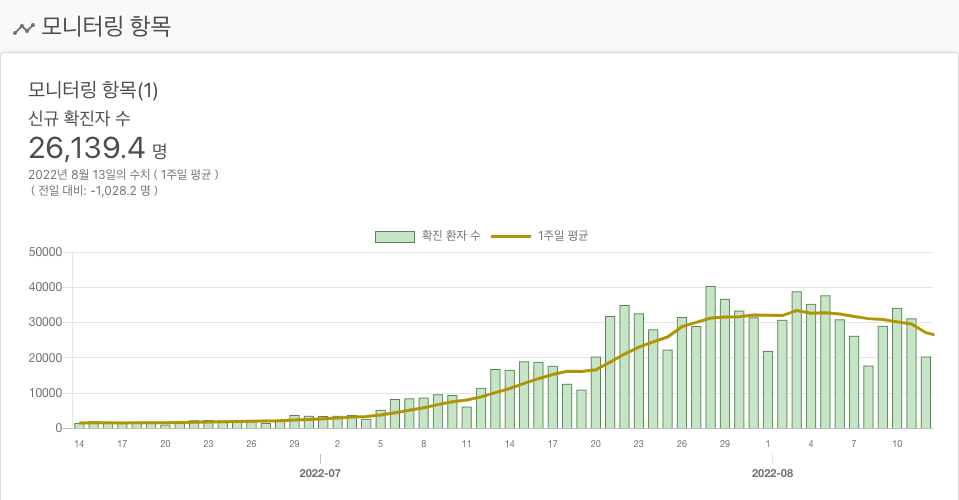 모니터링 항목
모니터링 항목(1)
신규 확진자 수
26,139.4 명
2022년 8월 13일의 수치 ( 1주일 평균 )
( 전일 대비: -1,028.2 명 )
확진 환자 수 1주일 평균
50000
40000
30000
20000
10000
0
14 17 20 23 26 29 2 5 8 11 14 17 20 23 26 29 1 4 7 10
2022-07 2022-08